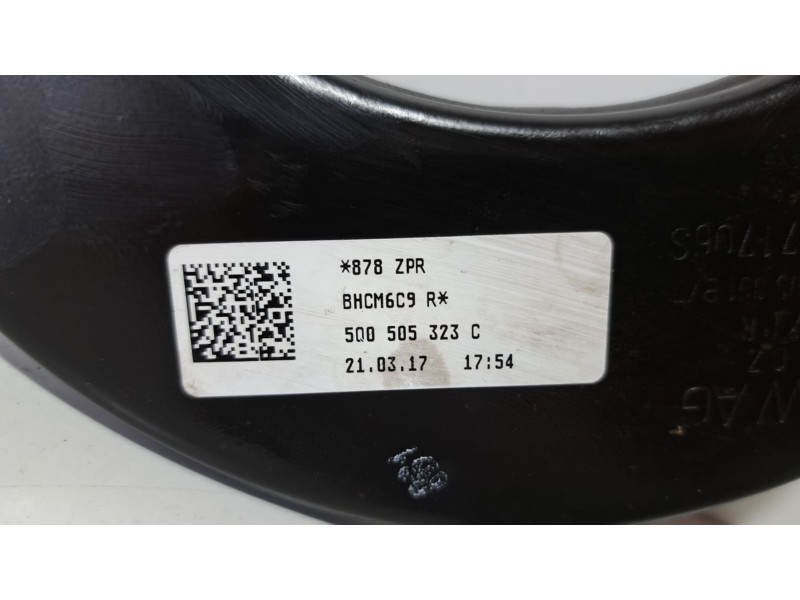 *878 ZPR
BHCM6C9 R*
5Q0 505 323 C
21.03.17 17:54